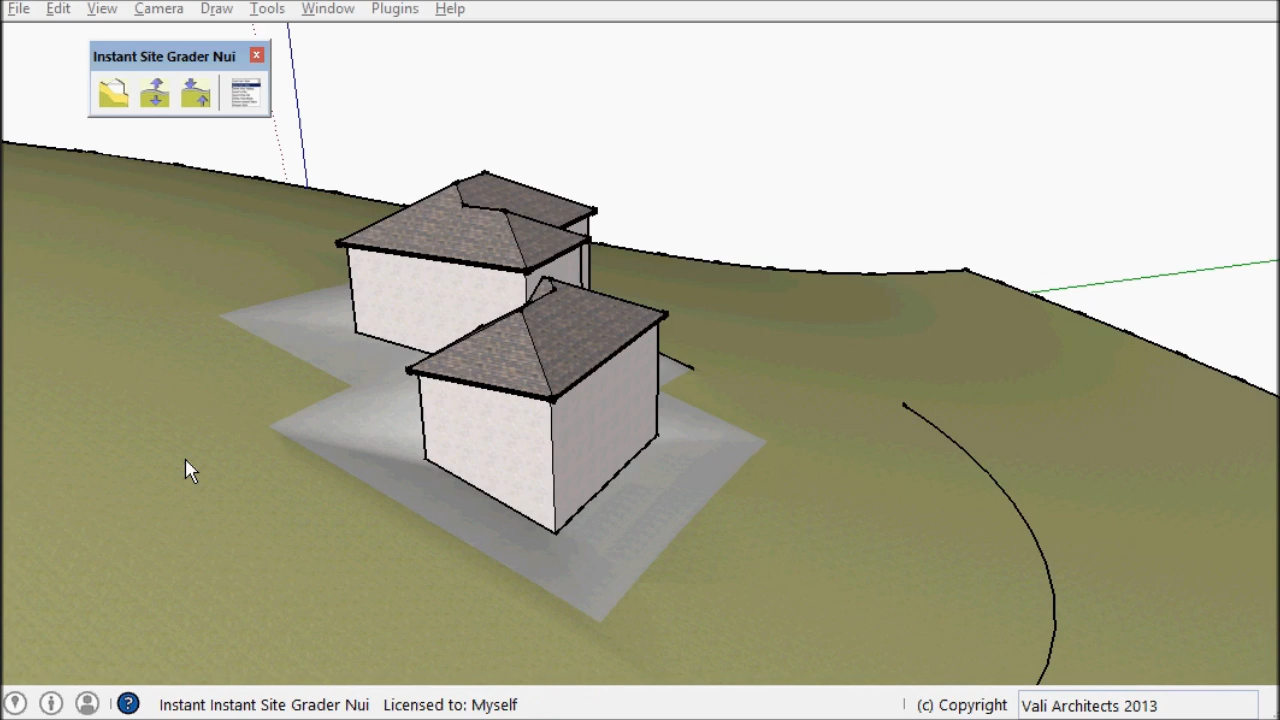 File Edit View Camera Draw Tools Window Plugins Help
Instant Site Grader Nui
Instant Instant Site Grader Nui Licensed to: Myself (c) Copyright Vali Architects 2013